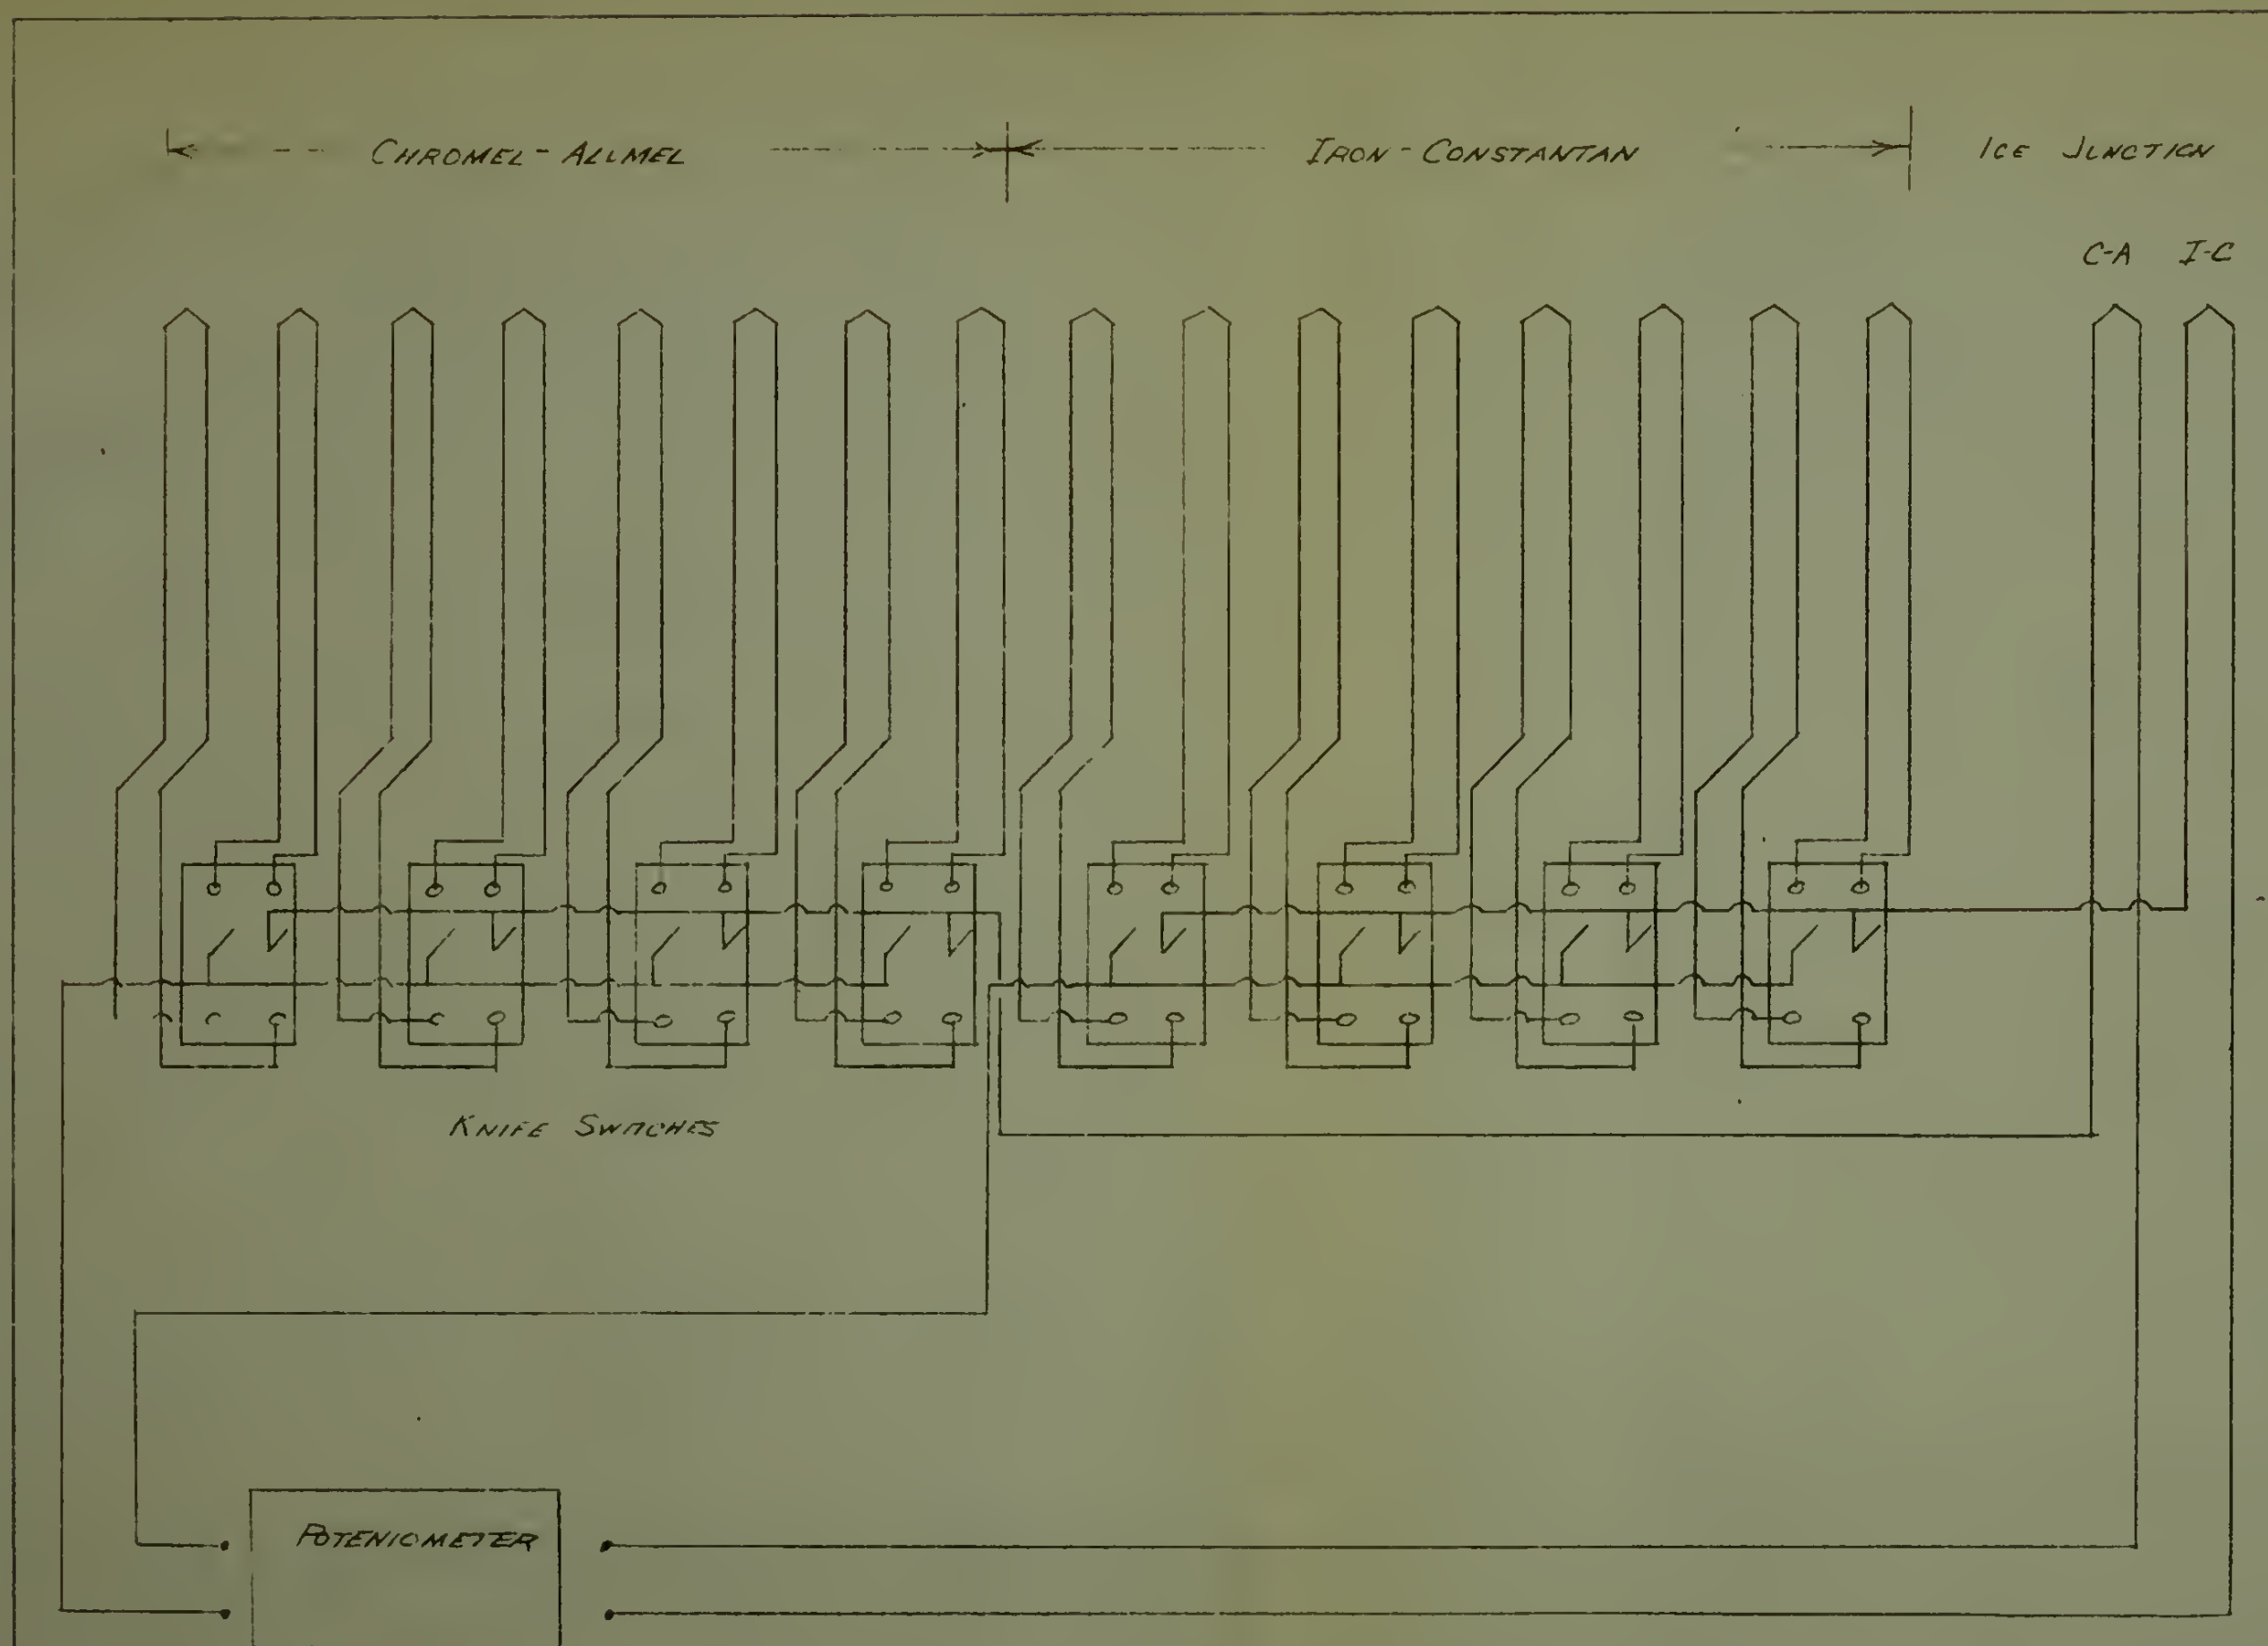 CHROMEL - ALLMEL
IRON - CONSTANTAN
ICE JUNCTION
C-A I-C
KNIFE SWITCHES
POTENIOMETER